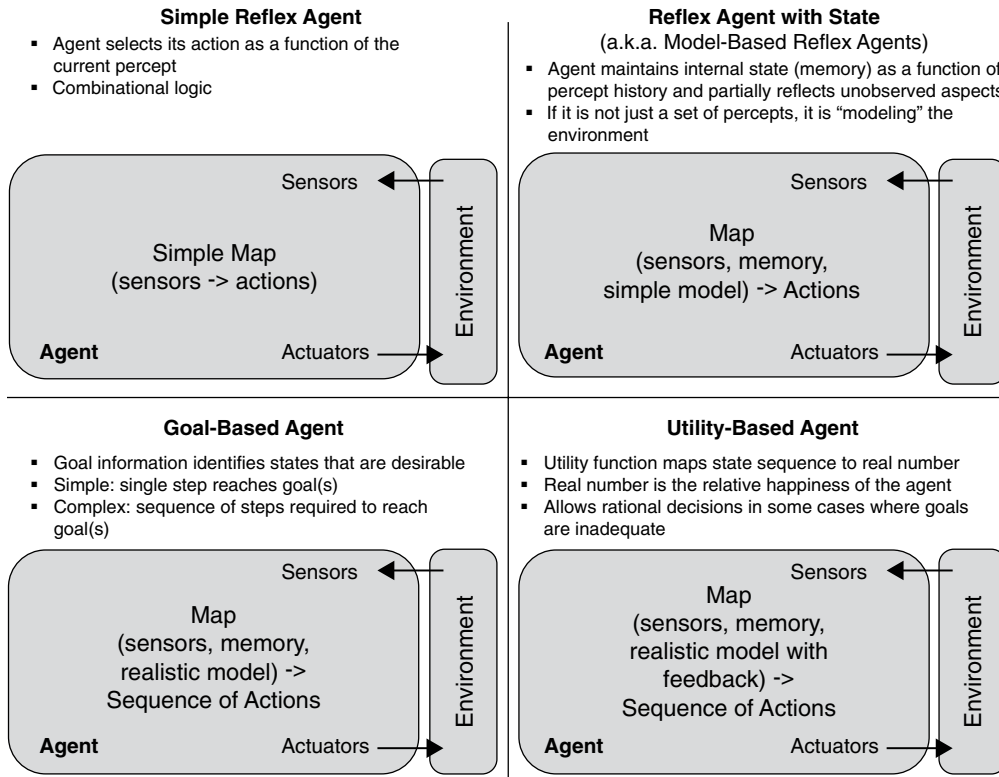 Simple Reflex Agent
▪ Agent selects its action as a function of the
current percept
▪ Combinational logic
Sensors
Simple Map
(sensors -> actions)
Agent
Actuators
Environment
Reflex Agent with State
(a.k.a. Model-Based Reflex Agents)
▪ Agent maintains internal state (memory) as a function of
percept history and partially reflects unobserved aspects
▪ If it is not just a set of percepts, it is “modeling” the
environment
Sensors
Map
(sensors, memory,
simple model) -> Actions
Agent
Actuators
Environment
Goal-Based Agent
▪ Goal information identifies states that are desirable
▪ Simple: single step reaches goal(s)
▪ Complex: sequence of steps required to reach
goal(s)
Sensors
Map
(sensors, memory,
realistic model) ->
Sequence of Actions
Agent
Actuators
Environment
Utility-Based Agent
▪ Utility function maps state sequence to real number
▪ Real number is the relative happiness of the agent
▪ Allows rational decisions in some cases where goals
are inadequate
Sensors
Map
(sensors, memory,
realistic model with
feedback) ->
Sequence of Actions
Agent
Actuators
Environment